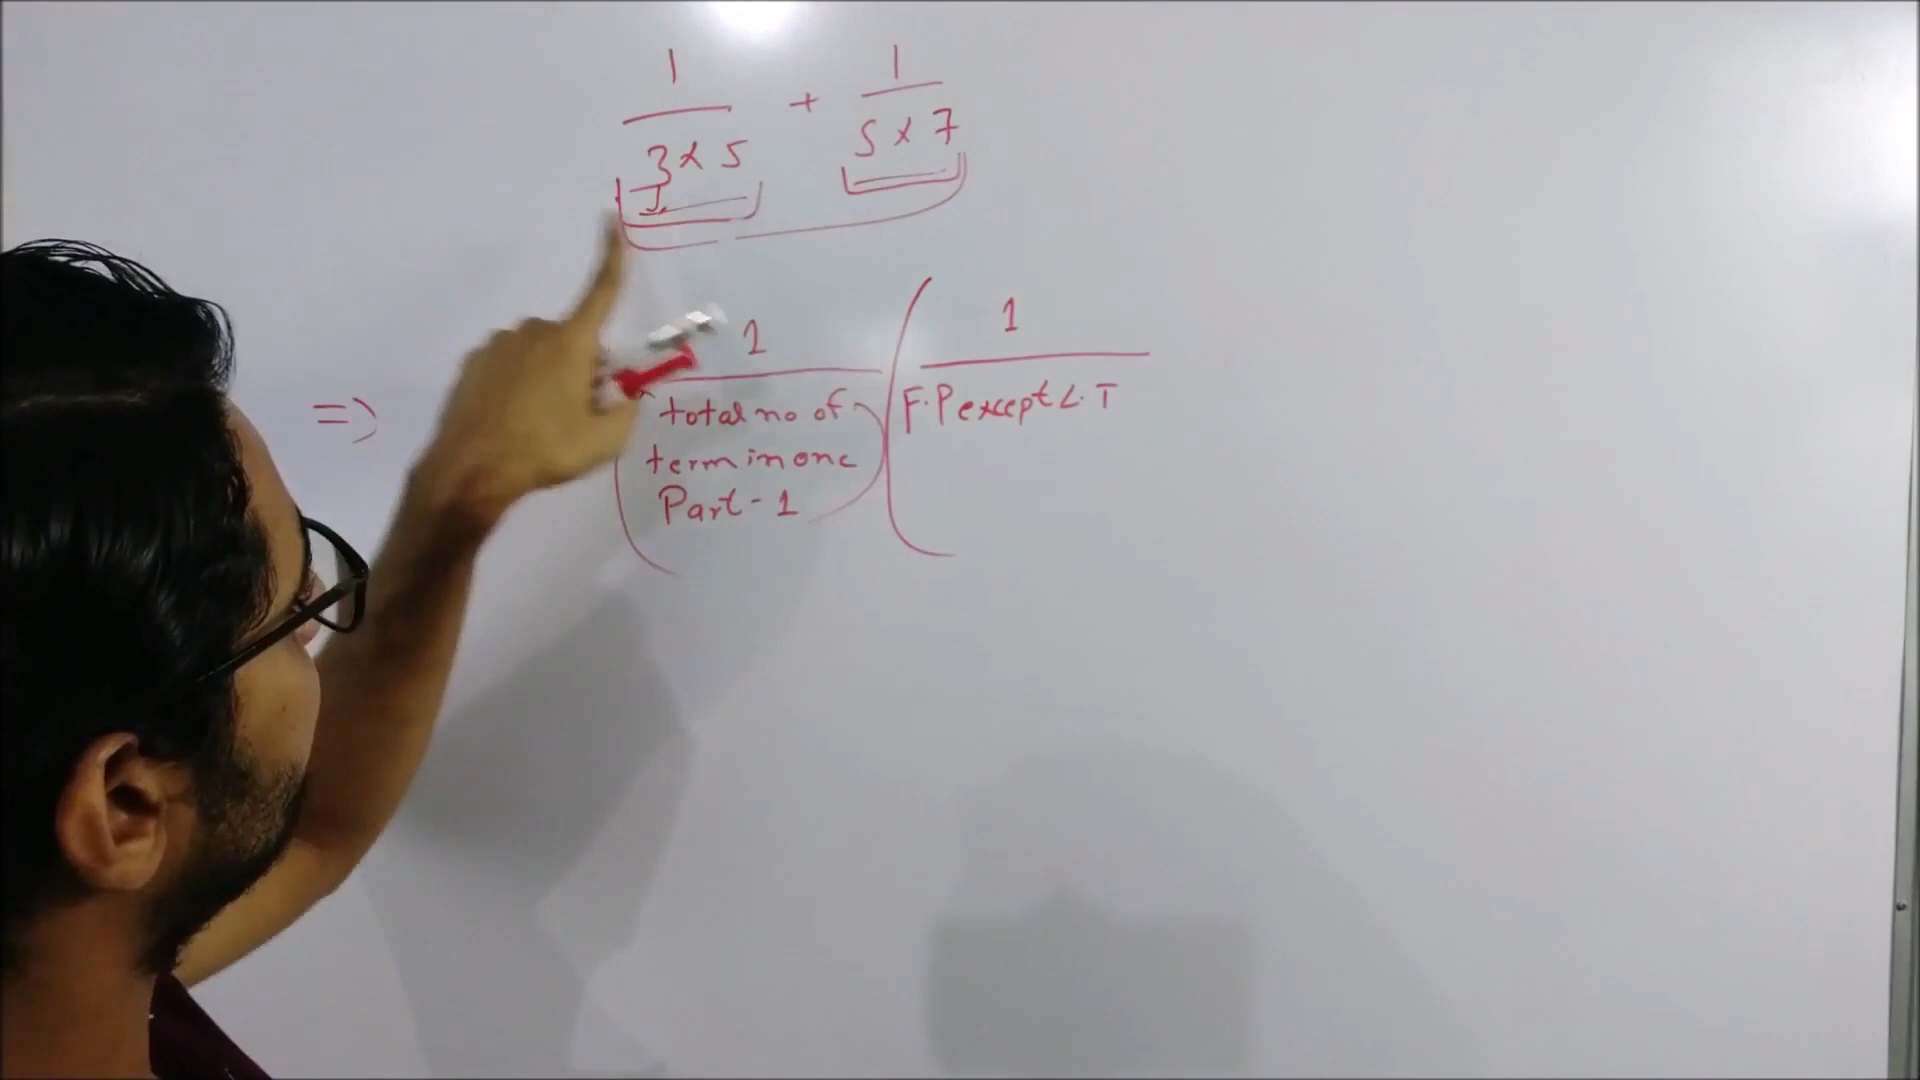 1/(3 x 5) + 1/(5 x 7)
=> (1/(total no of term in one Part - 1)) (1/(F.P except L.T